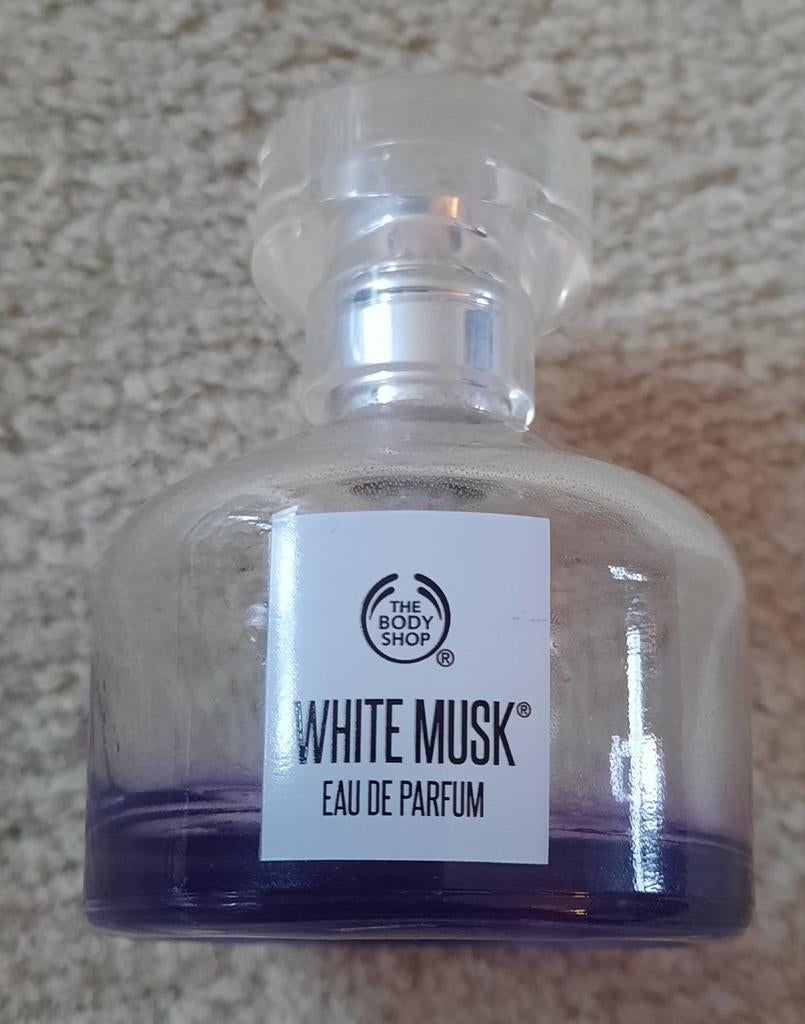 THE
BODY
SHOP®
WHITE MUSK®
EAU DE PARFUM